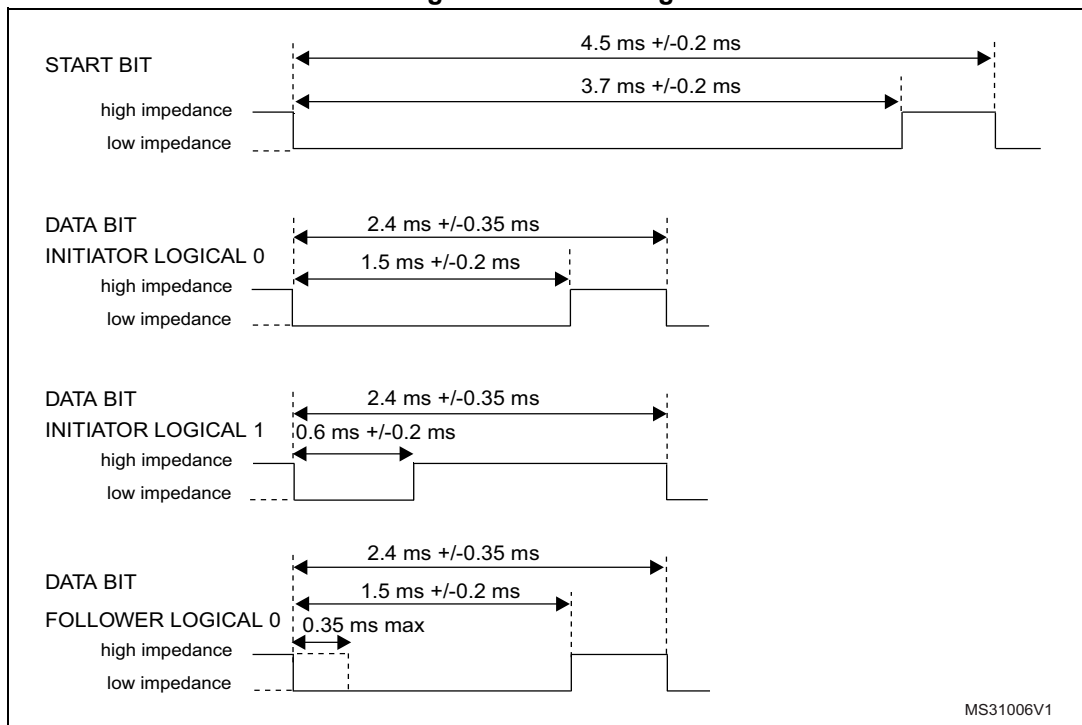 START BIT
4.5 ms +/-0.2 ms
3.7 ms +/-0.2 ms
high impedance
low impedance
DATA BIT
INITIATOR LOGICAL 0
2.4 ms +/-0.35 ms
1.5 ms +/-0.2 ms
high impedance
low impedance
DATA BIT
INITIATOR LOGICAL 1
2.4 ms +/-0.35 ms
0.6 ms +/-0.2 ms
high impedance
low impedance
DATA BIT
FOLLOWER LOGICAL 0
2.4 ms +/-0.35 ms
1.5 ms +/-0.2 ms
0.35 ms max
high impedance
low impedance
MS31006V1